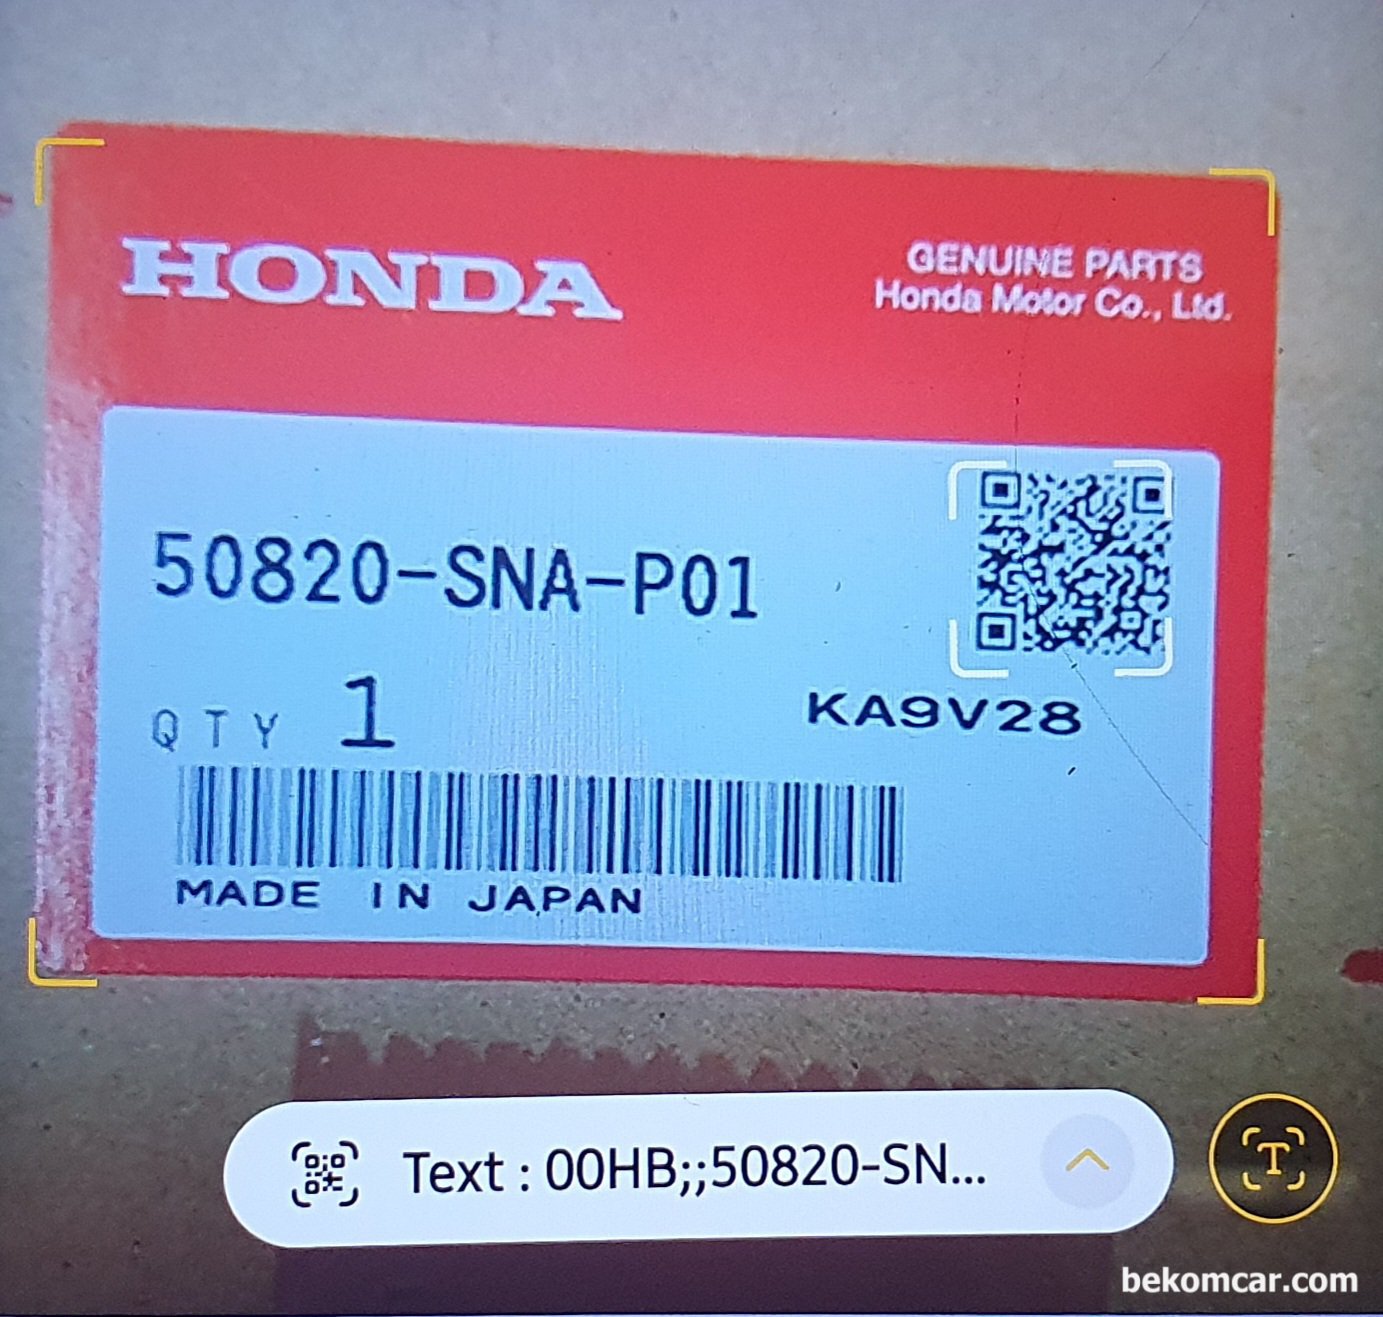 HONDA
GENUINE PARTS
Honda Motor Co., Ltd.
50820-SNA-P01
QTY 1
KA9V28
MADE IN JAPAN
Text : 00HB;;50820-SN...
T
bekomcar.com